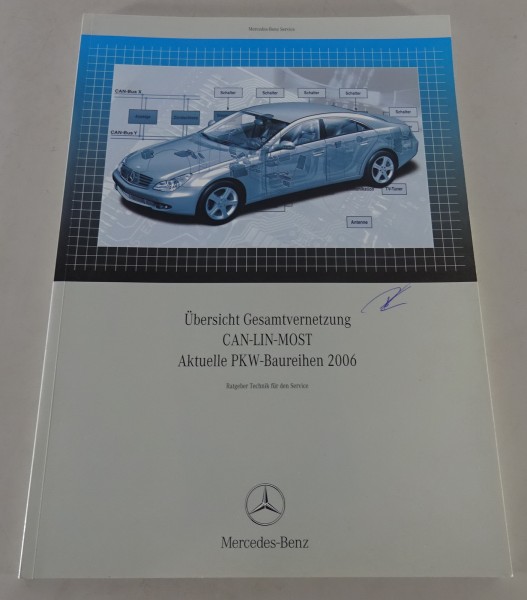 Mercedes-Benz Service
CAN-Bus X
Schalter Schalter Schalter Schalter
Schalter
CAN-Bus Y
TV-Tuner
Antenne
Übersicht Gesamtvernetzung
CAN-LIN-MOST
Aktuelle PKW-Baureihen 2006
Ratgeber Technik für den Service
Mercedes-Benz